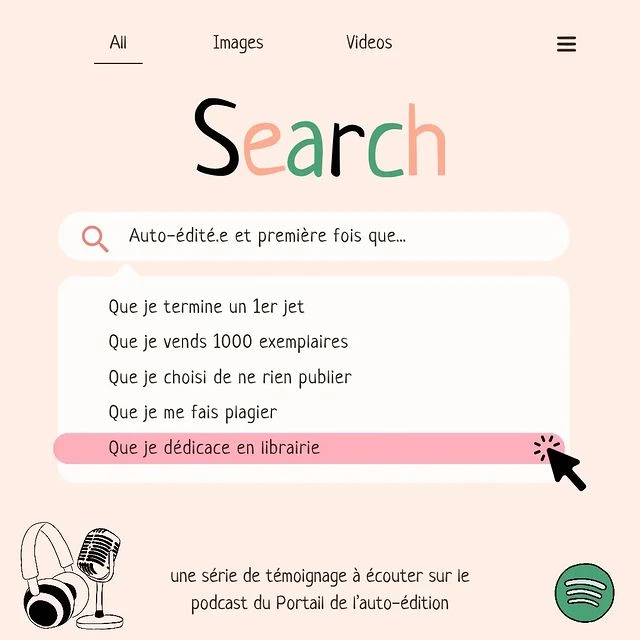 All Images Videos
Search
Auto-édité.e et première fois que...
Que je termine un 1er jet
Que je vends 1000 exemplaires
Que je choisi de ne rien publier
Que je me fais plagier
Que je dédicace en librairie
une série de témoignage à écouter sur le
podcast du Portail de l'auto-édition